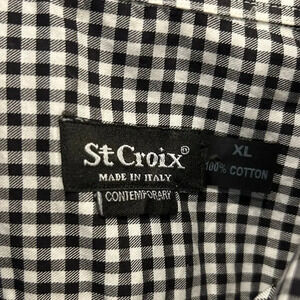 St Croix®
MADE IN ITALY
CONTEMPORARY
XL
100% COTTON